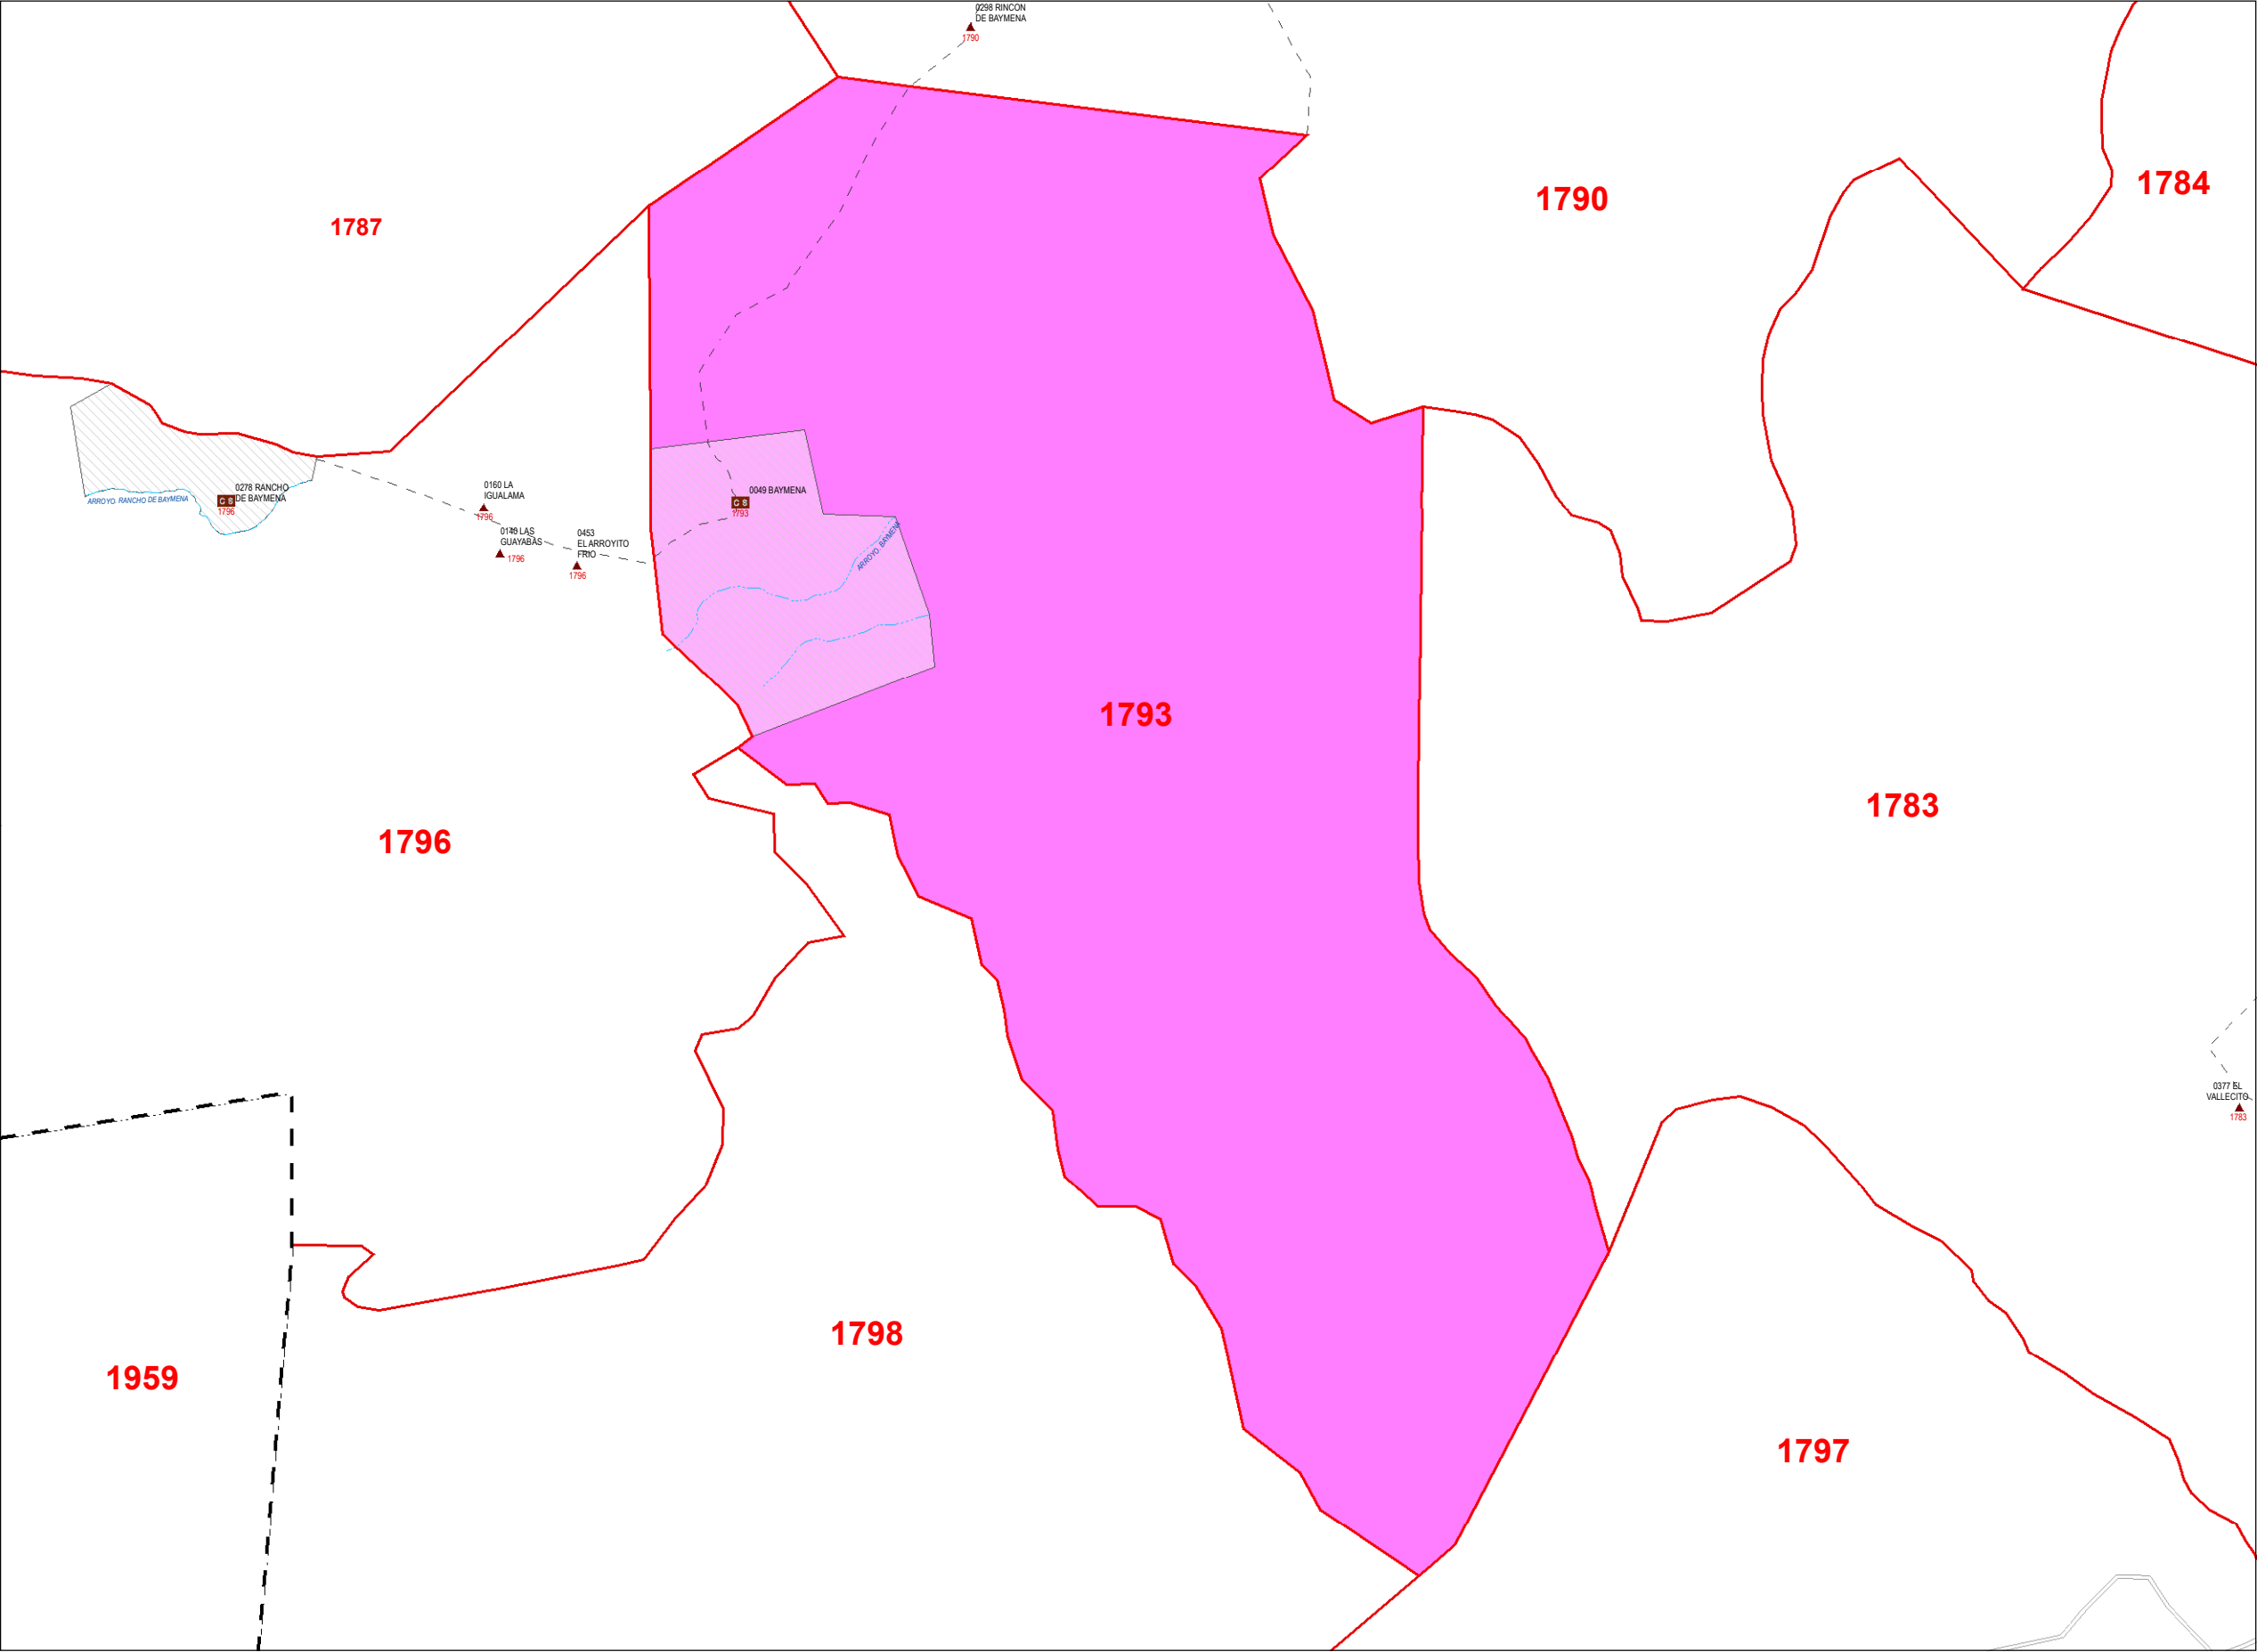 0298 RINCON
DE BAYMENA
1790
1784
1790
1787
0278 RANCHO
DE BAYMENA
C S
1796
ARROYO RANCHO DE BAYMENA
0160 LA
IGUALAMA
1796
0140 LAS
GUAYABAS
1796
0453
EL ARROYITO
FRIO
1796
0049 BAYMENA
C S
1793
ARROYO BAYMENA
1793
1783
1796
0377 EL
VALLECITO
1783
1798
1959
1797